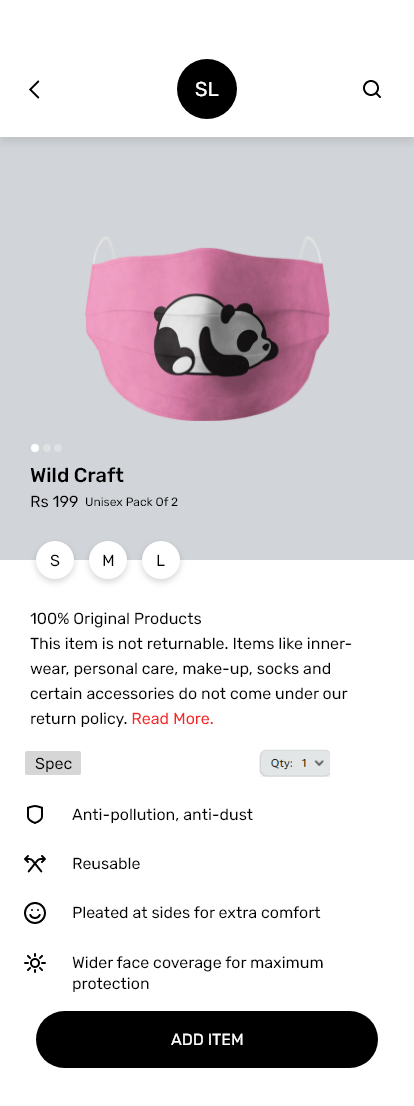 SL
Wild Craft
Rs 199 Unisex Pack Of 2
S M L
100% Original Products
This item is not returnable. Items like inner-
wear, personal care, make-up, socks and
certain accessories do not come under our
return policy. Read More.
Spec Qty: 1
Anti-pollution, anti-dust
Reusable
Pleated at sides for extra comfort
Wider face coverage for maximum
protection
ADD ITEM